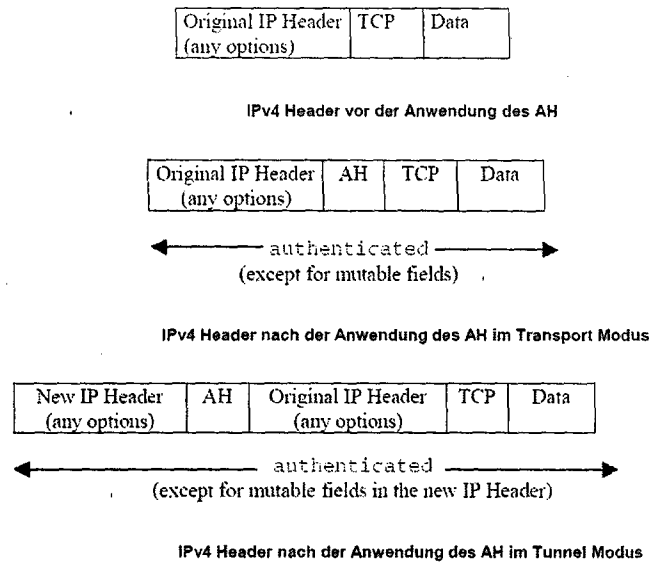 Original IP Header TCP Data
(any options)
IPv4 Header vor der Anwendung des AH
Original IP Header AH TCP Data
(any options)
authenticated
(except for mutable fields)
IPv4 Header nach der Anwendung des AH im Transport Modus
New IP Header AH Original IP Header TCP Data
(any options) (any options)
authenticated
(except for mutable fields in the new IP Header)
IPv4 Header nach der Anwendung des AH im Tunnel Modus